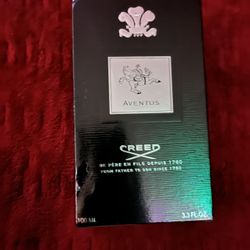 AVENTUS
CREED
DE PÈRE EN FILS DEPUIS 1760
FROM FATHER TO SON SINCE 1760
100 ML
3.3 FL.OZ.